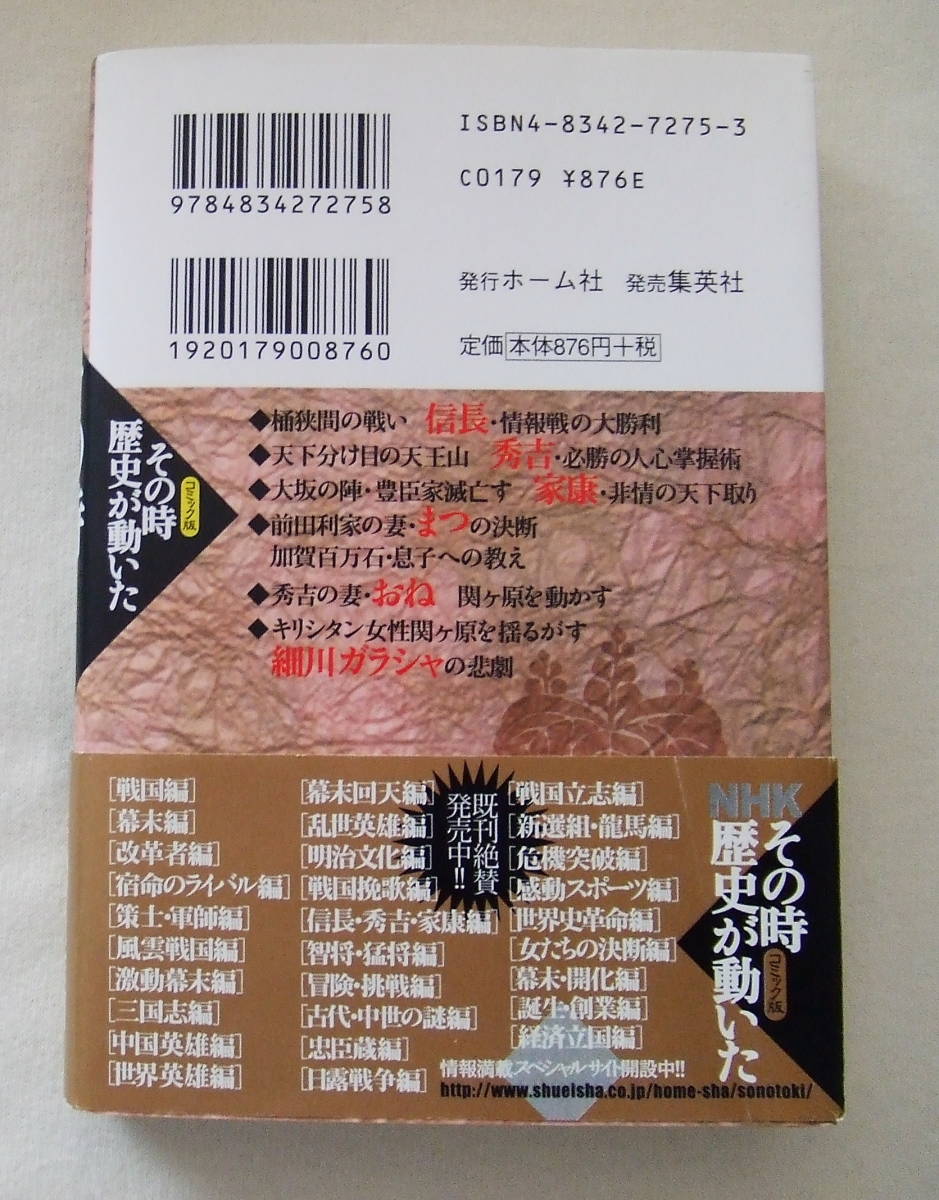 ISBN4-8342-7275-3
9784834272758
C0179 ¥876E
1920179008760
発行ホーム社 発売集英社
定価 本体876円+税
その時
歴史が動いた
コミック版
◆桶狭間の戦い 信長・情報戦の大勝利
◆天下分け目の天王山 秀吉・必勝の人心掌握術
◆大坂の陣・豊臣家滅亡す 家康・非情の天下取り
◆前田利家の妻・まつの決断
加賀百万石・息子への教え
◆秀吉の妻・おね 関ヶ原を動かす
◆キリシタン女性関ヶ原を揺るがす
細川ガラシャの悲劇
[戦国編]
[幕末編]
[改革者編]
[宿命のライバル編]
[策士・軍師編]
[風雲戦国編]
[激動幕末編]
[三国志編]
[中国英雄編]
[世界英雄編]
[幕末回天編]
[乱世英雄編]
[明治文化編]
[戦国挽歌編]
[信長・秀吉・家康編]
[智将・猛将編]
[冒険・挑戦編]
[古代・中世の謎編]
[忠臣蔵編]
[日露戦争編]
既刊絶賛
発売中!!
[戦国立志編]
[新選組・龍馬編]
[危機突破編]
[感動スポーツ編]
[世界史革命編]
[女たちの決断編]
[幕末・開化編]
[誕生・創業編]
[経済立国編]
NHK
その時
歴史が動いた
コミック版
情報満載スペシャルサイト開設中!!
http://www.shueisha.co.jp/home-sha/sonotoki/